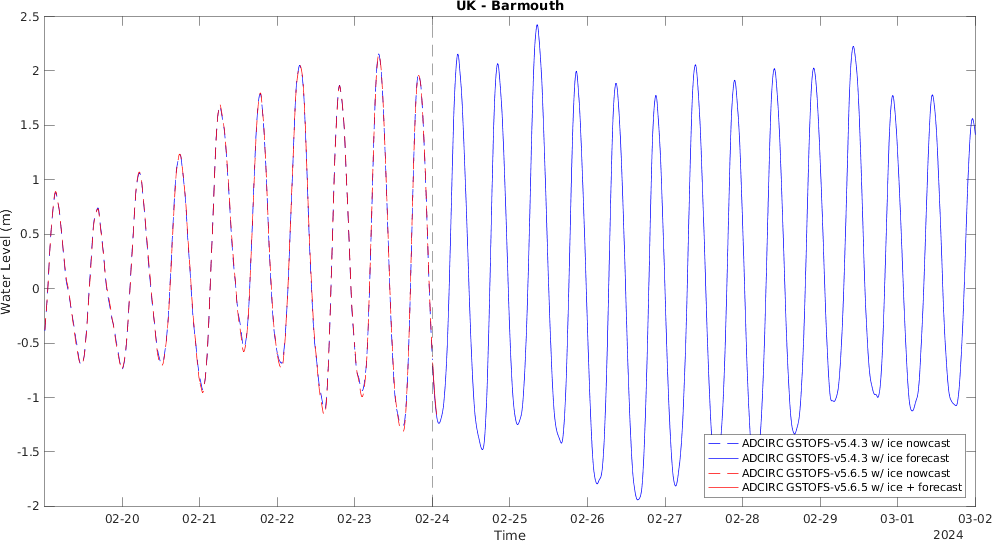 UK - Barmouth
2.5
2
1.5
1
0.5
0
-0.5
-1
-1.5
-2
Water Level (m)
ADCIRC GSTOFS-v5.4.3 w/ ice nowcast
ADCIRC GSTOFS-v5.4.3 w/ ice forecast
ADCIRC GSTOFS-v5.6.5 w/ ice nowcast
ADCIRC GSTOFS-v5.6.5 w/ ice + forecast
02-20 02-21 02-22 02-23 02-24 02-25 02-26 02-27 02-28 02-29 03-01 03-02
Time
2024